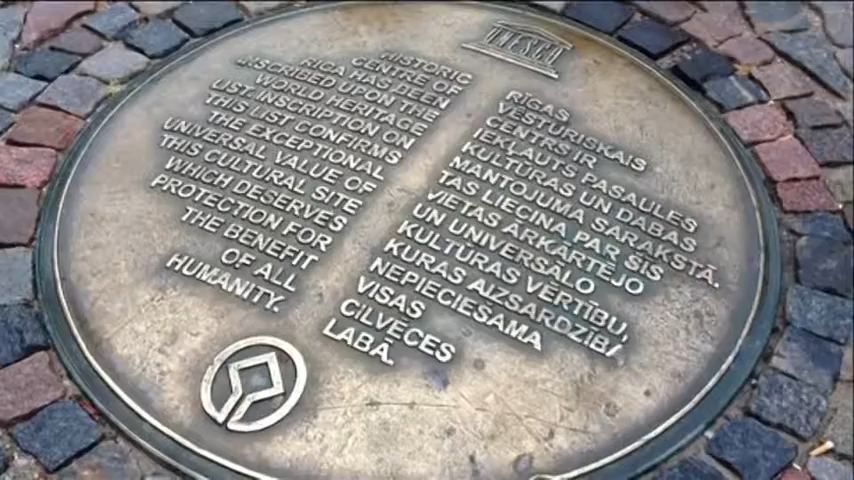 UNESCO
HISTORIC
CENTRE OF
RIGA HAS BEEN
INSCRIBED UPON THE
WORLD HERITAGE
LIST. INSCRIPTION ON
THIS LIST CONFIRMS
THE EXCEPTIONAL
UNIVERSAL VALUE OF
THIS CULTURAL SITE
WHICH DESERVES
PROTECTION FOR
THE BENEFIT
OF ALL
HUMANITY.
RĪGAS
VĒSTURISKAIS
CENTRS IR
IEKĻAUTS PASAULES
KULTŪRAS UN DABAS
MANTOJUMA SARAKSTĀ.
TAS LIECINA PAR ŠĪS
VIETAS ĀRKĀRTĒJO
UN UNIVERSĀLO
KULTŪRAS VĒRTĪBU,
KURAS AIZSARDZĪBA
NEPIECIEŠAMA
VISAS
CILVĒCES
LABĀ.